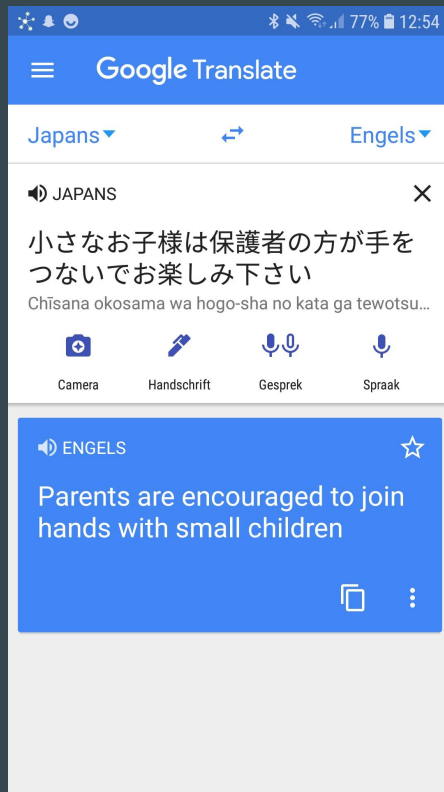 77% 12:54
Google Translate
Japans Engels
JAPANS
小さなお子様は保護者の方が手を
つないでお楽しみ下さい
Chīsana okosama wa hogo-sha no kata ga tewotsu...
Camera Handschrift Gesprek Spraak
ENGELS
Parents are encouraged to join
hands with small children